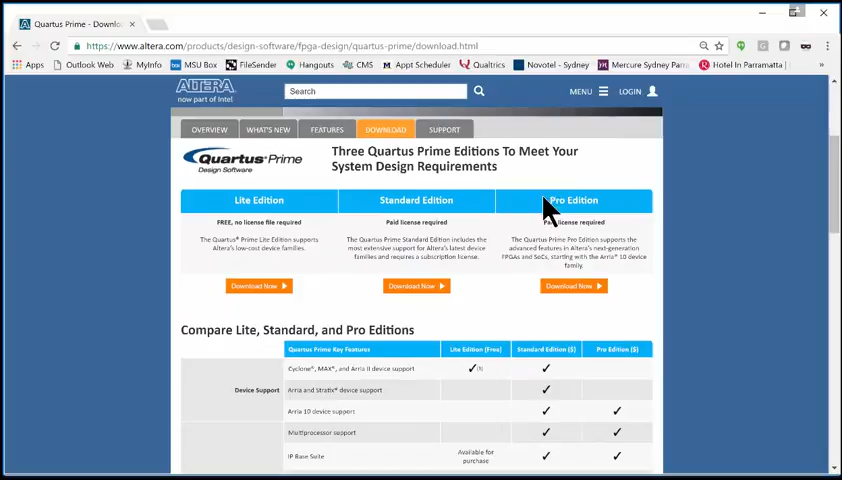 Quartus Prime - Downlo
https://www.altera.com/products/design-software/fpga-design/quartus-prime/download.html
Apps Outlook Web MyInfo MSU Box FileSender Hangouts CMS Appt Scheduler Qualtrics Novotel - Sydney Mercure Sydney Parra Hotel In Parramatta |
ALTERA
now part of Intel
Search
MENU
LOGIN
OVERVIEW WHAT'S NEW FEATURES DOWNLOAD SUPPORT
Quartus Prime
Design Software
Three Quartus Prime Editions To Meet Your
System Design Requirements
Lite Edition Standard Edition Pro Edition
FREE, no license file required
The Quartus® Prime Lite Edition supports
Altera's low-cost device families.
Download Now
Paid license required
The Quartus Prime Standard Edition includes the
most extensive support for Altera's latest device
families and requires a subscription license.
Download Now
license required
The Quartus Prime Pro Edition supports the
advanced features in Altera's next-generation
FPGAs and SoCs, starting with the Arria® 10 device
family.
Download Now
Compare Lite, Standard, and Pro Editions
Quartus Prime Key Features Lite Edition (Free) Standard Edition ($) Pro Edition ($)
Device Support
Cyclone®, MAX®, and Arria II device support ✓(1) ✓
Arria and Stratix® device support ✓
Arria 10 device support ✓ ✓
Multiprocessor support ✓ ✓
IP Base Suite Available for ✓ ✓
purchase